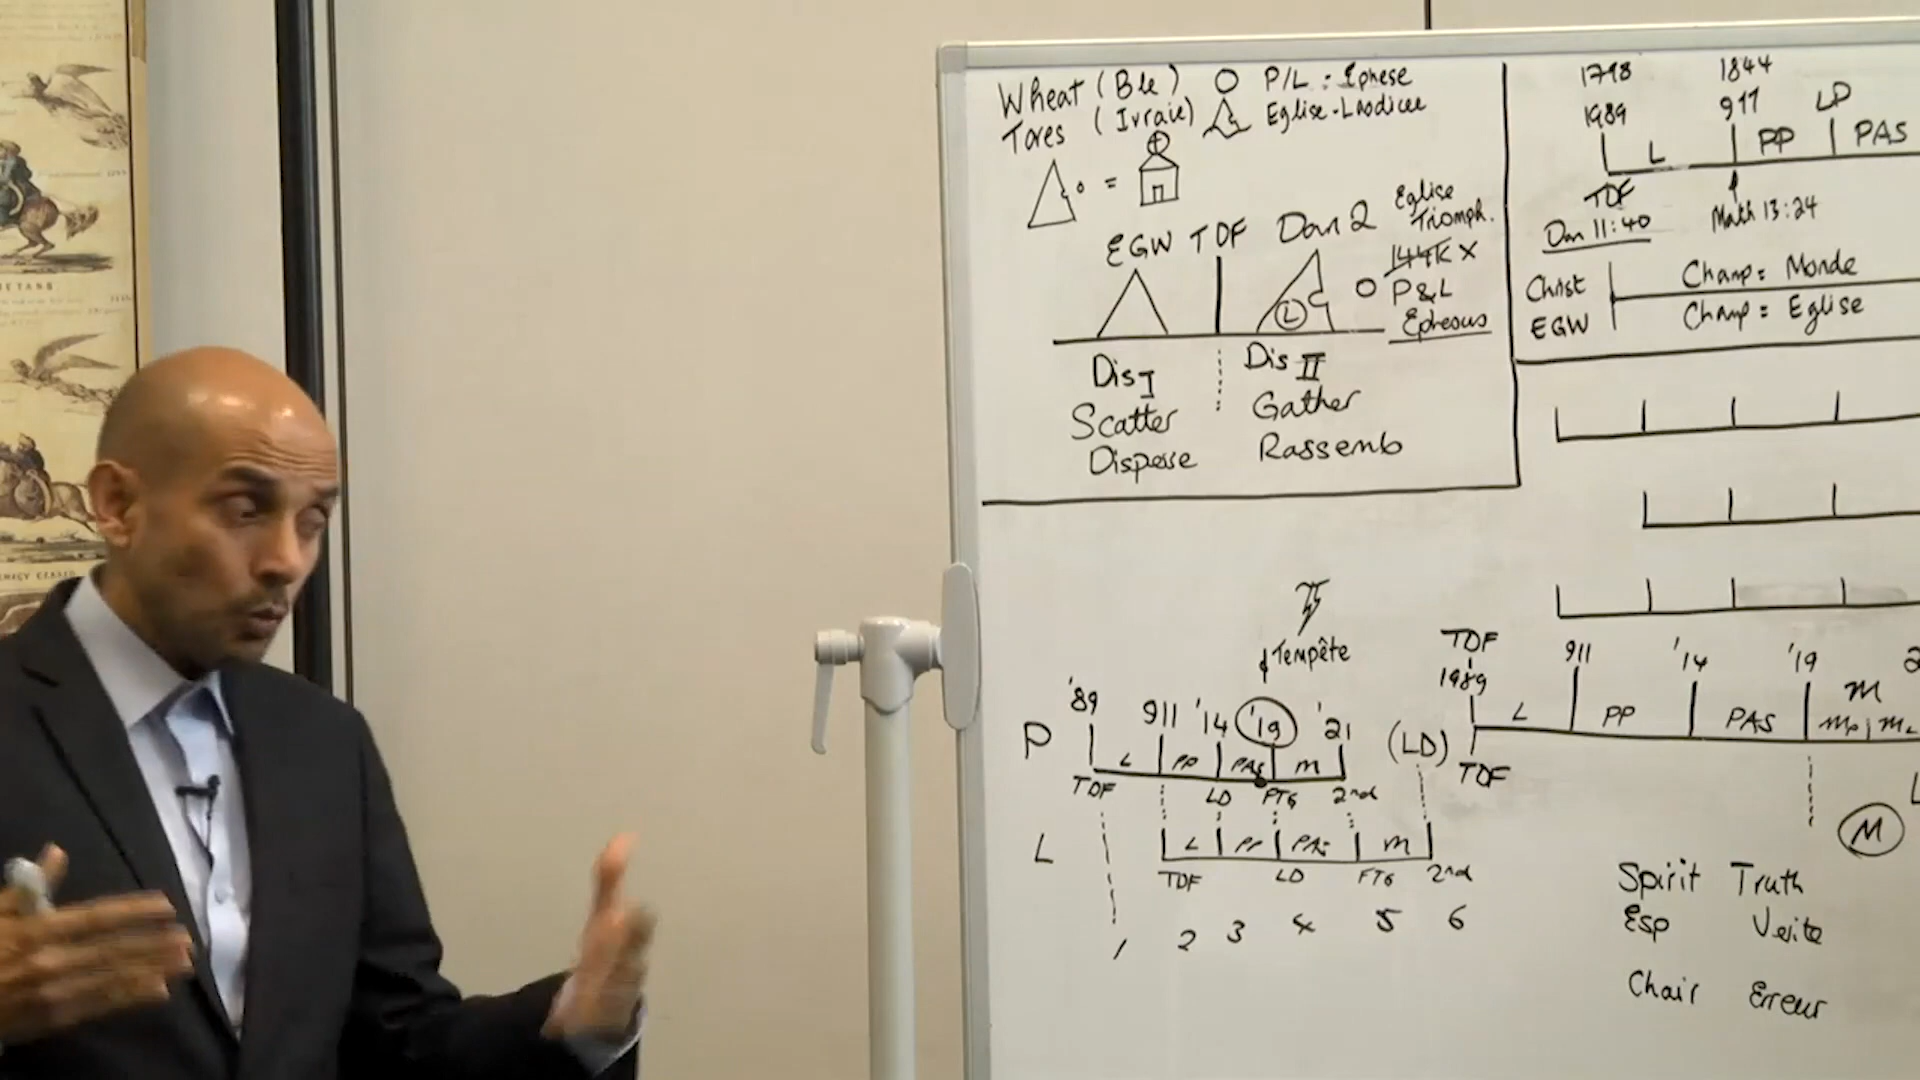 Wheat (Ble) P/L : Ephese
Tares (Ivraie) Eglise-Laodicee
=
EGW TDF Dan 2 Eglise
Triomph.
144K x
L P&L
Epheous
Dis I Dis II
Scatter Gather
Disperse Rassemb
1798 1844
1989 911 LD
L PP PAS
TDF
Dan 11:40 Math 13:24
Christ Champ = Monde
EGW Champ = Eglise
Tempête
P '89 911 '14 '19 '21 (LD)
L PP PAS m
TDF LD FTG 2nd
L L PP PAS m
TDF LD FTG 2nd
1 2 3 4 5 6
TDF
1989 911 '14 '19
L PP PAS m
TDF
M
Spirit Truth
Esp Verite
Chair Erreur